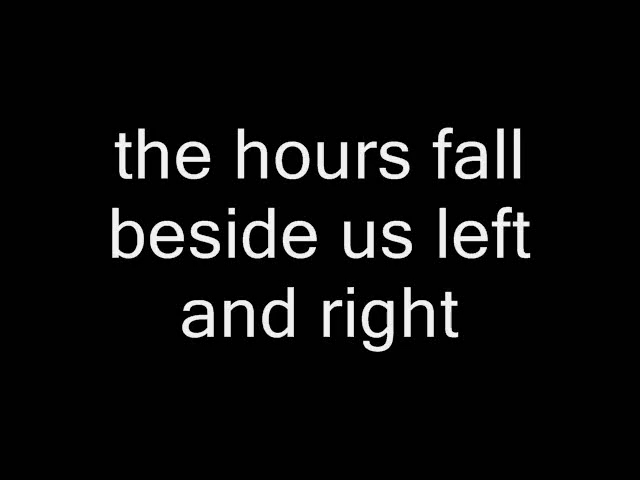 the hours fall
beside us left
and right